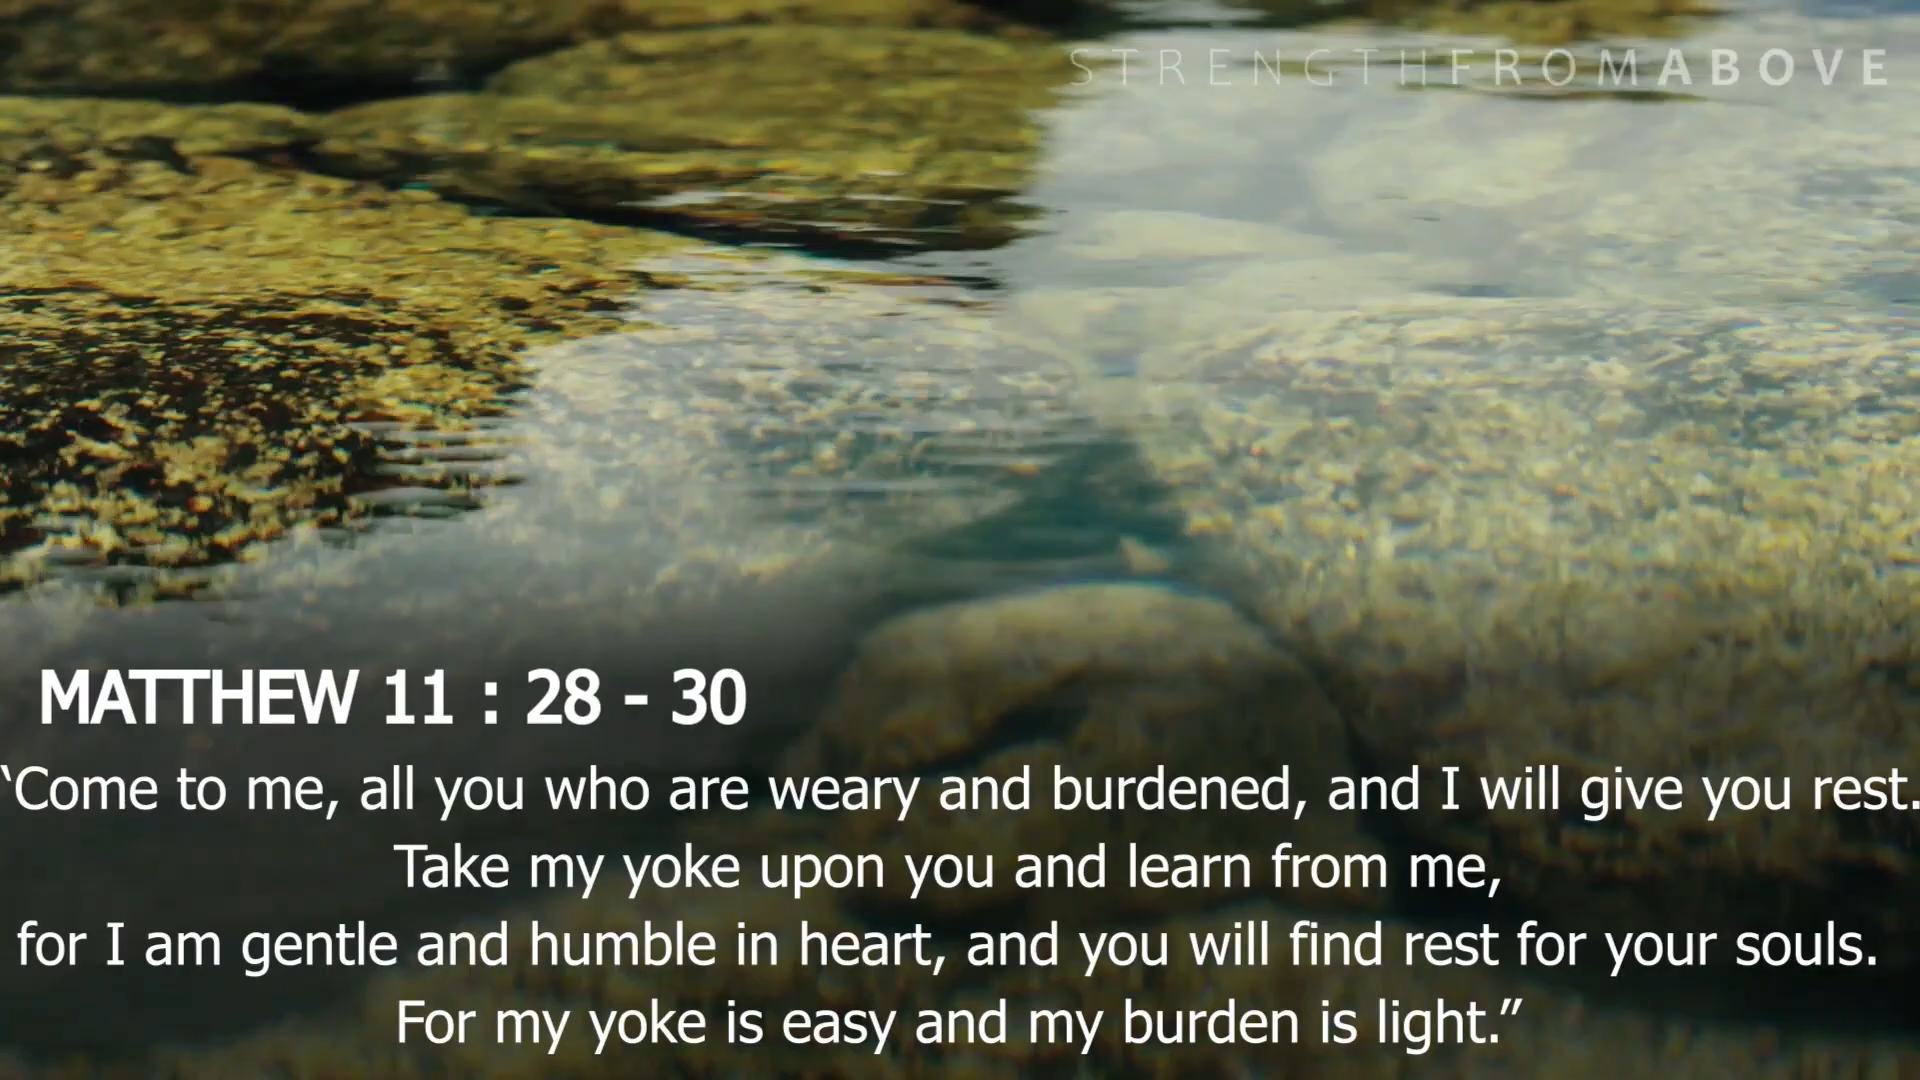 STRENGTHFROMABOVE
MATTHEW 11 : 28 - 30
‘Come to me, all you who are weary and burdened, and I will give you rest.
Take my yoke upon you and learn from me,
for I am gentle and humble in heart, and you will find rest for your souls.
For my yoke is easy and my burden is light.”